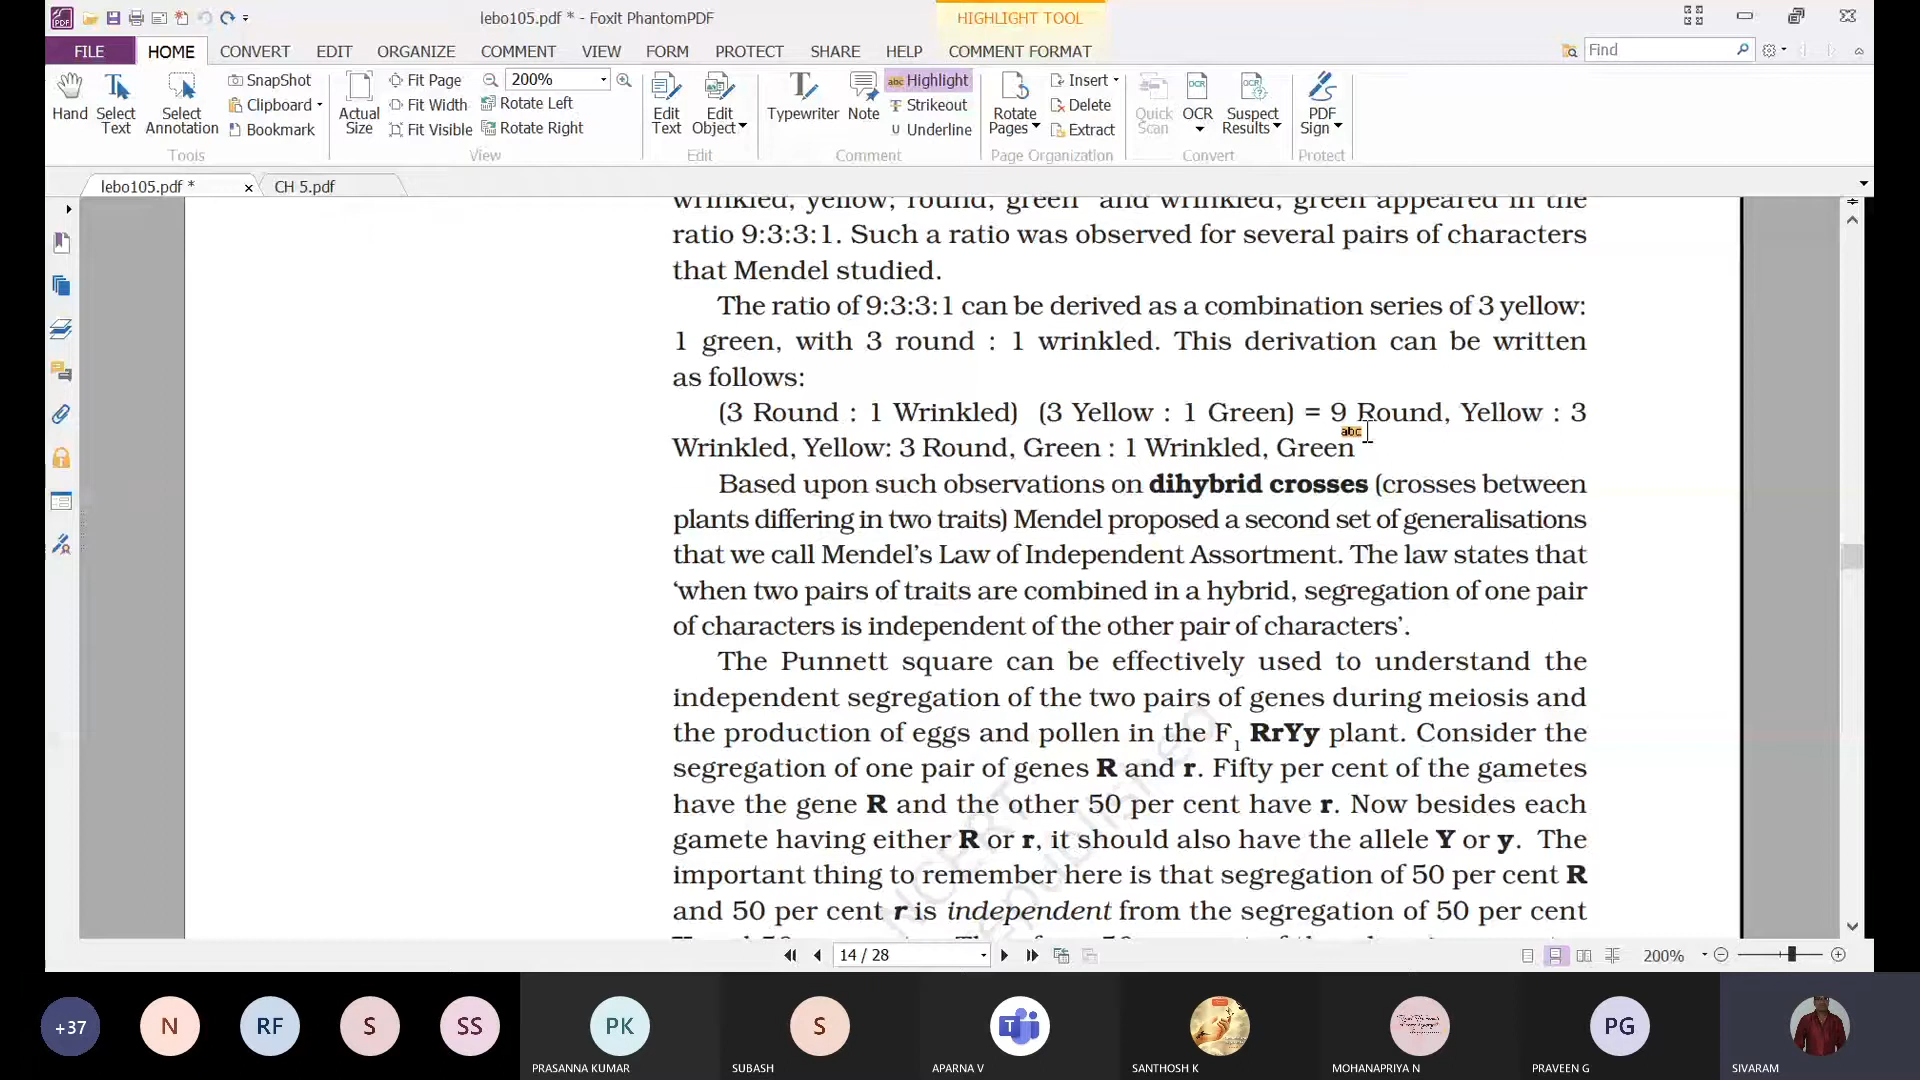 lebo105.pdf * - Foxit PhantomPDF
HIGHLIGHT TOOL
FILE HOME CONVERT EDIT ORGANIZE COMMENT VIEW FORM PROTECT SHARE HELP COMMENT FORMAT Find
Hand
Select Text
Select Annotation
SnapShot
Clipboard
Bookmark
Tools
Actual Size
Fit Page
Fit Width
Fit Visible
200%
Rotate Left
Rotate Right
View
Edit Text
Edit Object
Edit
Typewriter
Note
abc Highlight
T Strikeout
U Underline
Comment
Rotate Pages
Insert
Delete
Extract
Page Organization
Quick Scan
OCR
Suspect Results
Convert
PDF Sign
Protect
lebo105.pdf * CH 5.pdf
wrinkled, yellow; round, green and wrinkled, green appeared in the
ratio 9:3:3:1. Such a ratio was observed for several pairs of characters
that Mendel studied.
The ratio of 9:3:3:1 can be derived as a combination series of 3 yellow:
1 green, with 3 round : 1 wrinkled. This derivation can be written
as follows:
(3 Round : 1 Wrinkled) (3 Yellow : 1 Green) = 9 Round, Yellow : 3
abc
Wrinkled, Yellow: 3 Round, Green : 1 Wrinkled, Green
Based upon such observations on dihybrid crosses (crosses between
plants differing in two traits) Mendel proposed a second set of generalisations
that we call Mendel’s Law of Independent Assortment. The law states that
‘when two pairs of traits are combined in a hybrid, segregation of one pair
of characters is independent of the other pair of characters’.
The Punnett square can be effectively used to understand the
independent segregation of the two pairs of genes during meiosis and
the production of eggs and pollen in the F1 RrYy plant. Consider the
segregation of one pair of genes R and r. Fifty per cent of the gametes
have the gene R and the other 50 per cent have r. Now besides each
gamete having either R or r, it should also have the allele Y or y. The
important thing to remember here is that segregation of 50 per cent R
and 50 per cent r is independent from the segregation of 50 per cent
NCERT
republished
14 / 28
200%
+37 N RF S SS PK S PG
PRASANNA KUMAR SUBASH APARNA V SANTHOSH K MOHANAPRIYA N PRAVEEN G SIVARAM